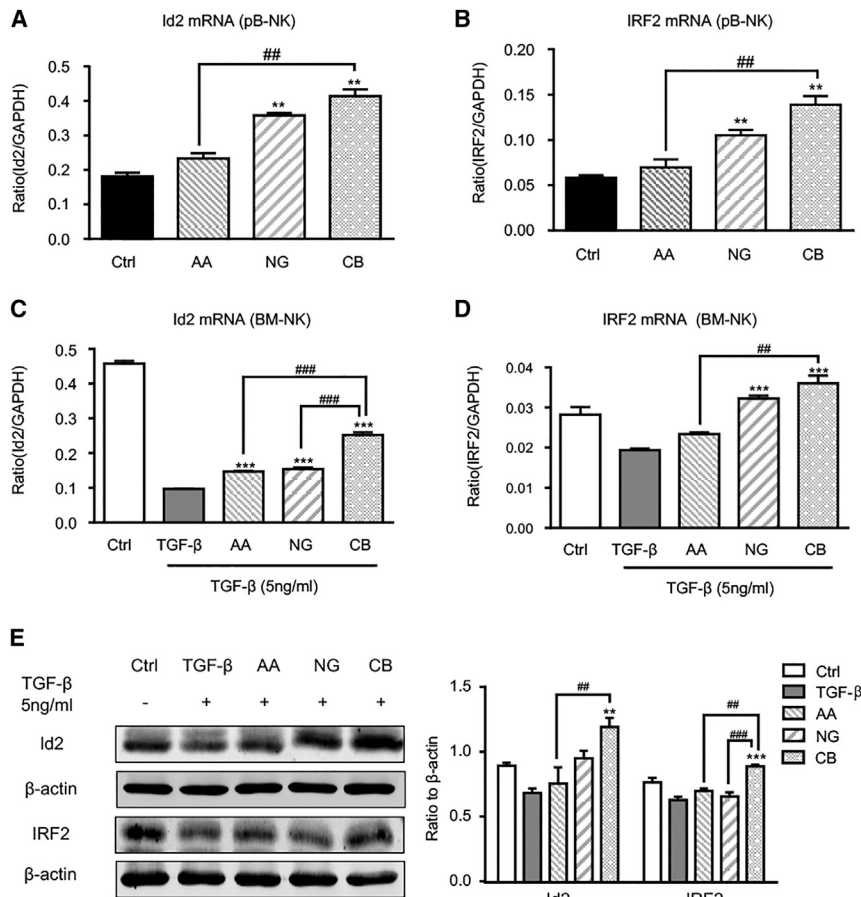 A
Id2 mRNA (pB-NK)
Ratio(Id2/GAPDH)
0.5
0.4
0.3
0.2
0.1
0.0
##
**
**
Ctrl AA NG CB
B
IRF2 mRNA (pB-NK)
Ratio(IRF2/GAPDH)
0.20
0.15
0.10
0.05
0.00
##
**
**
Ctrl AA NG CB
C
Id2 mRNA (BM-NK)
Ratio(Id2/GAPDH)
0.5
0.4
0.3
0.2
0.1
0.0
###
###
***
***
***
Ctrl TGF-β AA NG CB
TGF-β (5ng/ml)
D
IRF2 mRNA (BM-NK)
Ratio(IRF2/GAPDH)
0.04
0.03
0.02
0.01
0.00
##
***
***
Ctrl TGF-β AA NG CB
TGF-β (5ng/ml)
E
Ctrl TGF-β AA NG CB
TGF-β
5ng/ml - + + + +
Id2
β-actin
IRF2
β-actin
Ratio to β-actin
1.5
1.0
0.5
0.0
##
**
##
###
***
Id2 IRF2
Ctrl
TGF-β
AA
NG
CB